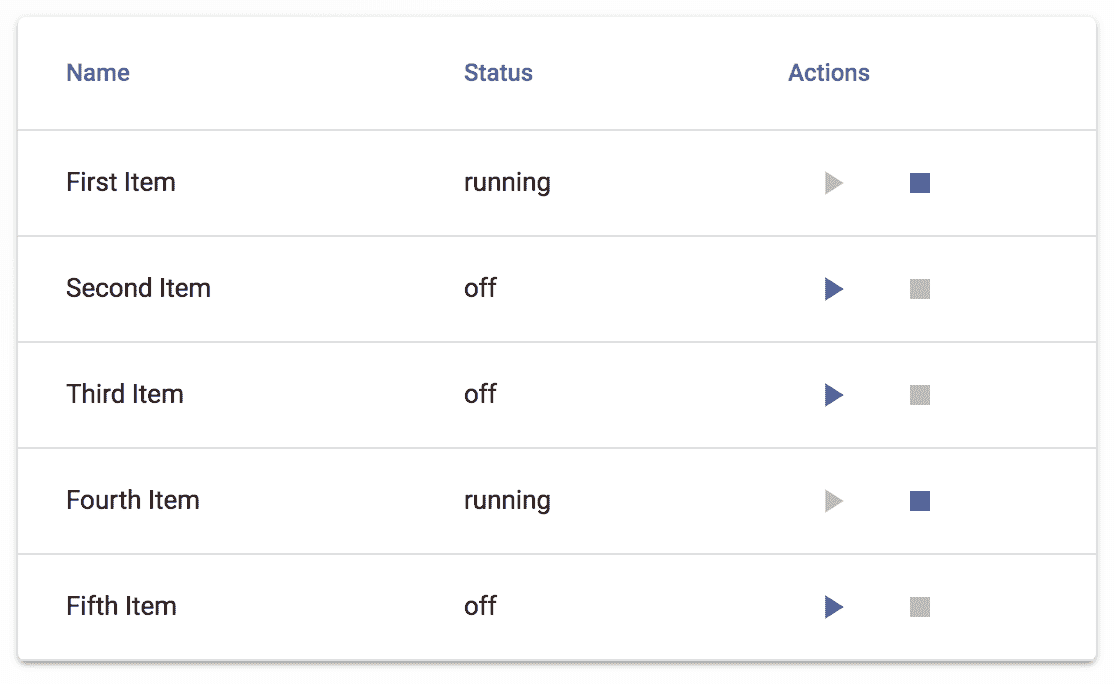 Name Status Actions
First Item running
Second Item off
Third Item off
Fourth Item running
Fifth Item off